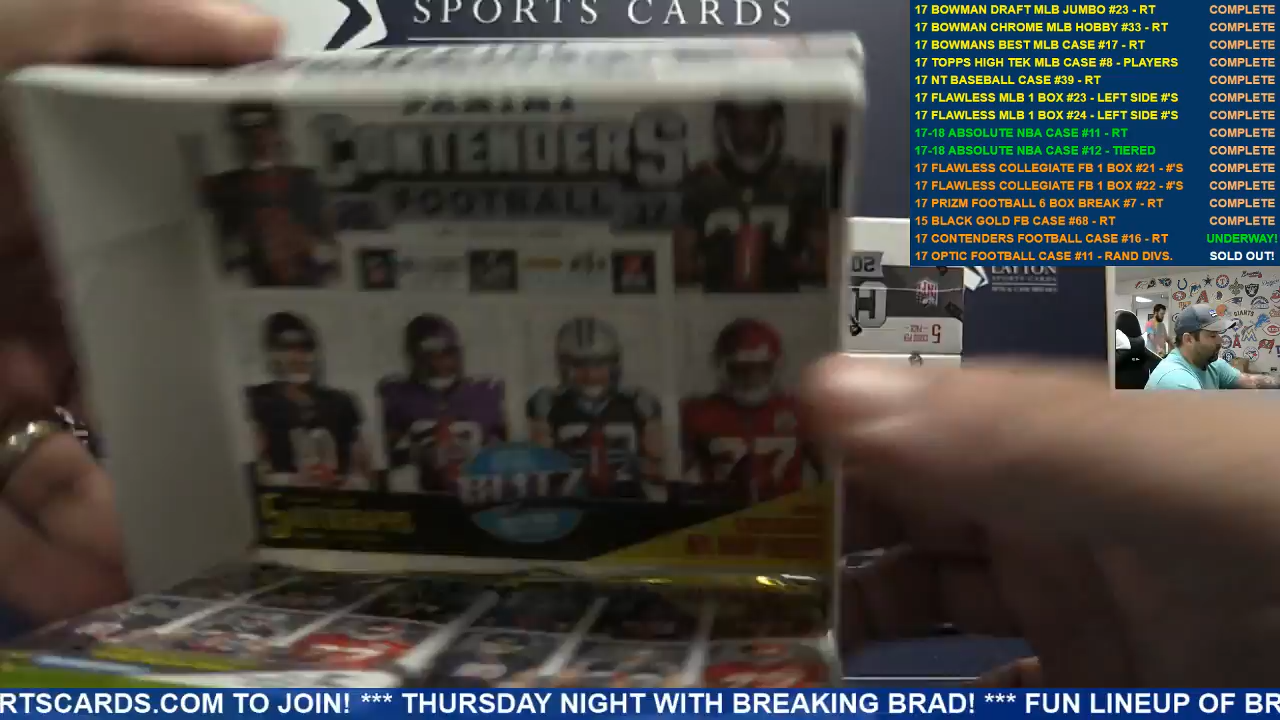 SPORTS CARDS
PANINI
CONTENDERS
FOOTBALL
BLITZ
17 BOWMAN DRAFT MLB JUMBO #23 - RT COMPLETE
17 BOWMAN CHROME MLB HOBBY #33 - RT COMPLETE
17 BOWMANS BEST MLB CASE #17 - RT COMPLETE
17 TOPPS HIGH TEK MLB CASE #8 - PLAYERS COMPLETE
17 NT BASEBALL CASE #39 - RT COMPLETE
17 FLAWLESS MLB 1 BOX #23 - LEFT SIDE #'S COMPLETE
17 FLAWLESS MLB 1 BOX #24 - LEFT SIDE #'S COMPLETE
17-18 ABSOLUTE NBA CASE #11 - RT COMPLETE
17-18 ABSOLUTE NBA CASE #12 - TIERED COMPLETE
17 FLAWLESS COLLEGIATE FB 1 BOX #21 - #'S COMPLETE
17 FLAWLESS COLLEGIATE FB 1 BOX #22 - #'S COMPLETE
17 PRIZM FOOTBALL 6 BOX BREAK #7 - RT COMPLETE
15 BLACK GOLD FB CASE #68 - RT COMPLETE
17 CONTENDERS FOOTBALL CASE #16 - RT UNDERWAY!
17 OPTIC FOOTBALL CASE #11 - RAND DIVS. SOLD OUT!
LAYTON
SPORTS CARDS
RTSCARDS.COM TO JOIN! *** THURSDAY NIGHT WITH BREAKING BRAD! *** FUN LINEUP OF BR